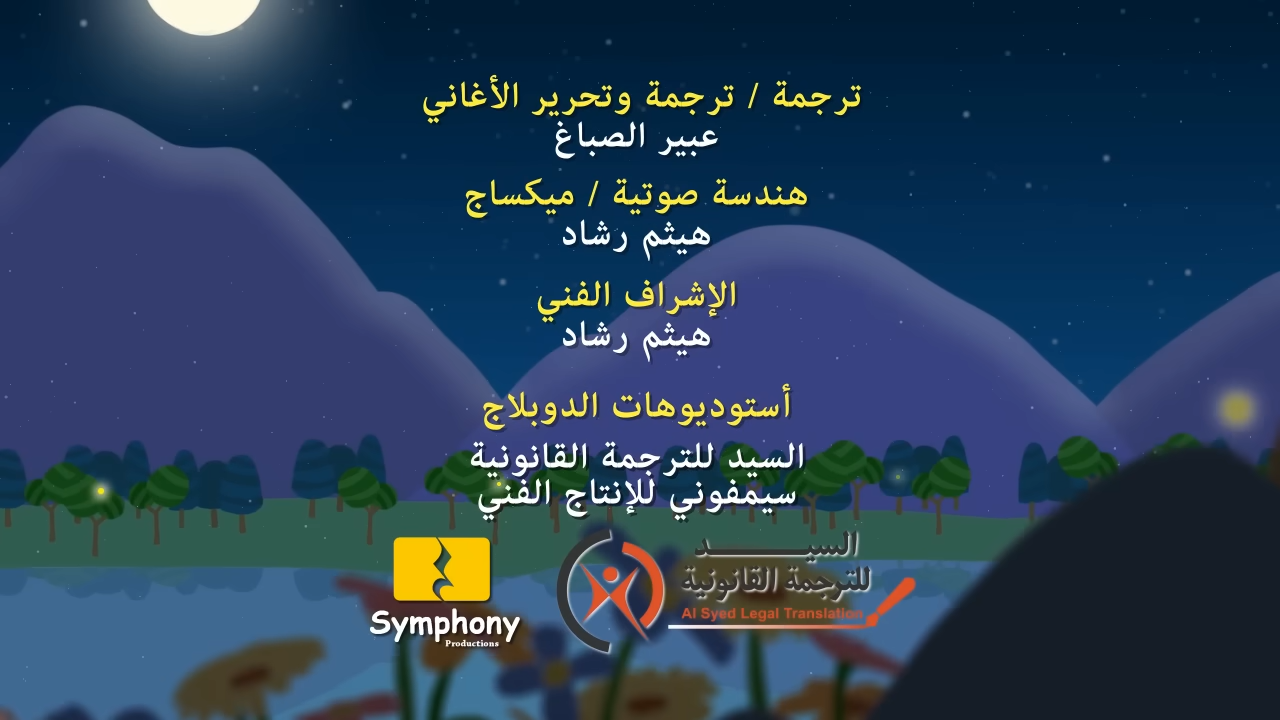 ترجمة / ترجمة وتحرير الأغاني
عبير الصباغ
هندسة صوتية / ميكساج
هيثم رشاد
الإشراف الفني
هيثم رشاد
أستوديوهات الدوبلاج
السيد للترجمة القانونية
سيمفوني للإنتاج الفني
السيـــــــــد
للترجمة القانونية
Al Syed Legal Translation
Symphony
Productions